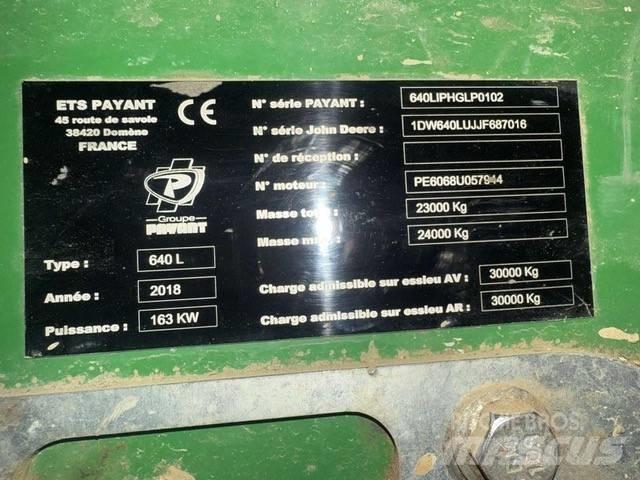 ETS PAYANT
45 route de savoie
38420 Domène
FRANCE
CE
Groupe
PAYANT
Type : 640 L
Année : 2018
Puissance : 163 KW
N° série PAYANT : 640LIPHGLP0102
N° série John Deere : 1DW640LUJJF687016
N° de réception :
N° moteur : PE6068U057944
Masse 23000 Kg
Masse 24000 Kg
Charge admissible sur essieu AV : 30000 Kg
Charge admissible sur essieu AR : 30000 Kg
MASCUS